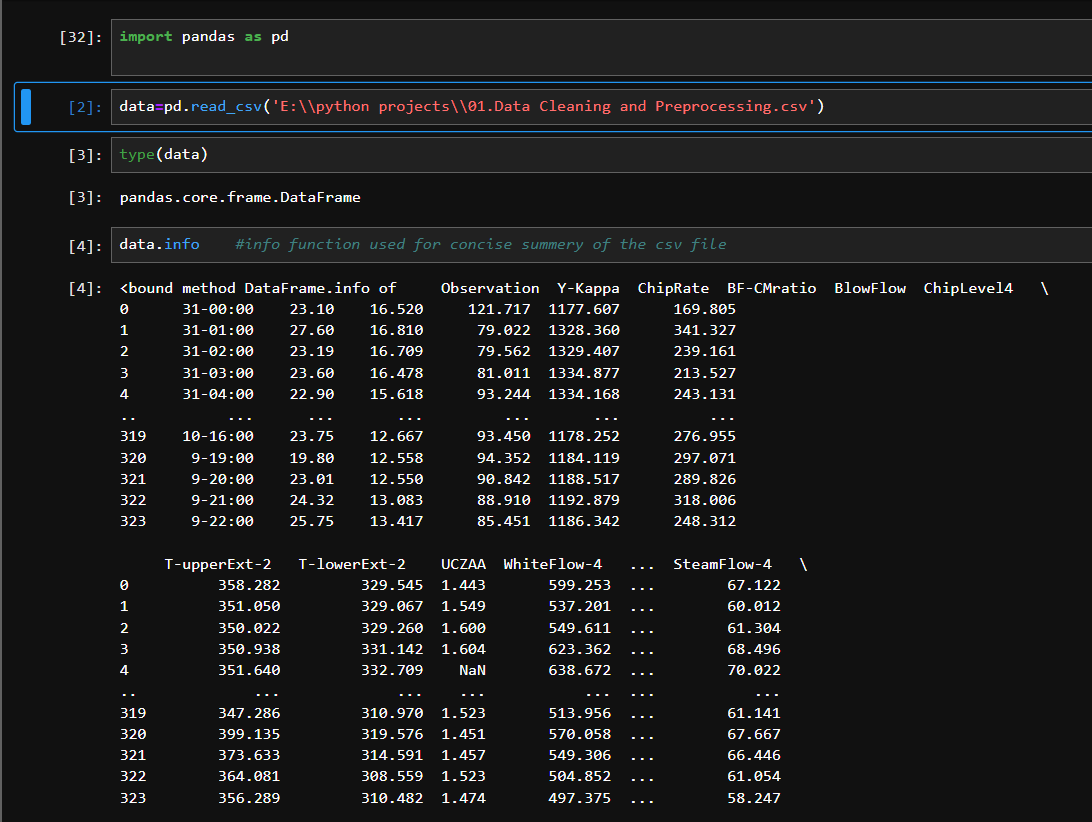 [32]: import pandas as pd
[2]: data=pd.read_csv('E:\\python projects\\01.Data Cleaning and Preprocessing.csv')
[3]: type(data)
[3]: pandas.core.frame.DataFrame
[4]: data.info    #info function used for concise summery of the csv file
[4]: <bound method DataFrame.info of     Observation  Y-Kappa  ChipRate  BF-CMratio  BlowFlow  ChipLevel4   \
0      31-00:00    23.10    16.520     121.717  1177.607      169.805
1      31-01:00    27.60    16.810      79.022  1328.360      341.327
2      31-02:00    23.19    16.709      79.562  1329.407      239.161
3      31-03:00    23.60    16.478      81.011  1334.877      213.527
4      31-04:00    22.90    15.618      93.244  1334.168      243.131
..          ...      ...       ...         ...       ...          ...
319    10-16:00    23.75    12.667      93.450  1178.252      276.955
320     9-19:00    19.80    12.558      94.352  1184.119      297.071
321     9-20:00    23.01    12.550      90.842  1188.517      289.826
322     9-21:00    24.32    13.083      88.910  1192.879      318.006
323     9-22:00    25.75    13.417      85.451  1186.342      248.312
T-upperExt-2   T-lowerExt-2    UCZAA  WhiteFlow-4   ...  SteamFlow-4   \
0          358.282         329.545  1.443       599.253  ...        67.122
1          351.050         329.067  1.549       537.201  ...        60.012
2          350.022         329.260  1.600       549.611  ...        61.304
3          350.938         331.142  1.604       623.362  ...        68.496
4          351.640         332.709    NaN       638.672  ...        70.022
..             ...             ...    ...           ...  ...           ...
319        347.286         310.970  1.523       513.956  ...        61.141
320        399.135         319.576  1.451       570.058  ...        67.667
321        373.633         314.591  1.457       549.306  ...        66.446
322        364.081         308.559  1.523       504.852  ...        61.054
323        356.289         310.482  1.474       497.375  ...        58.247